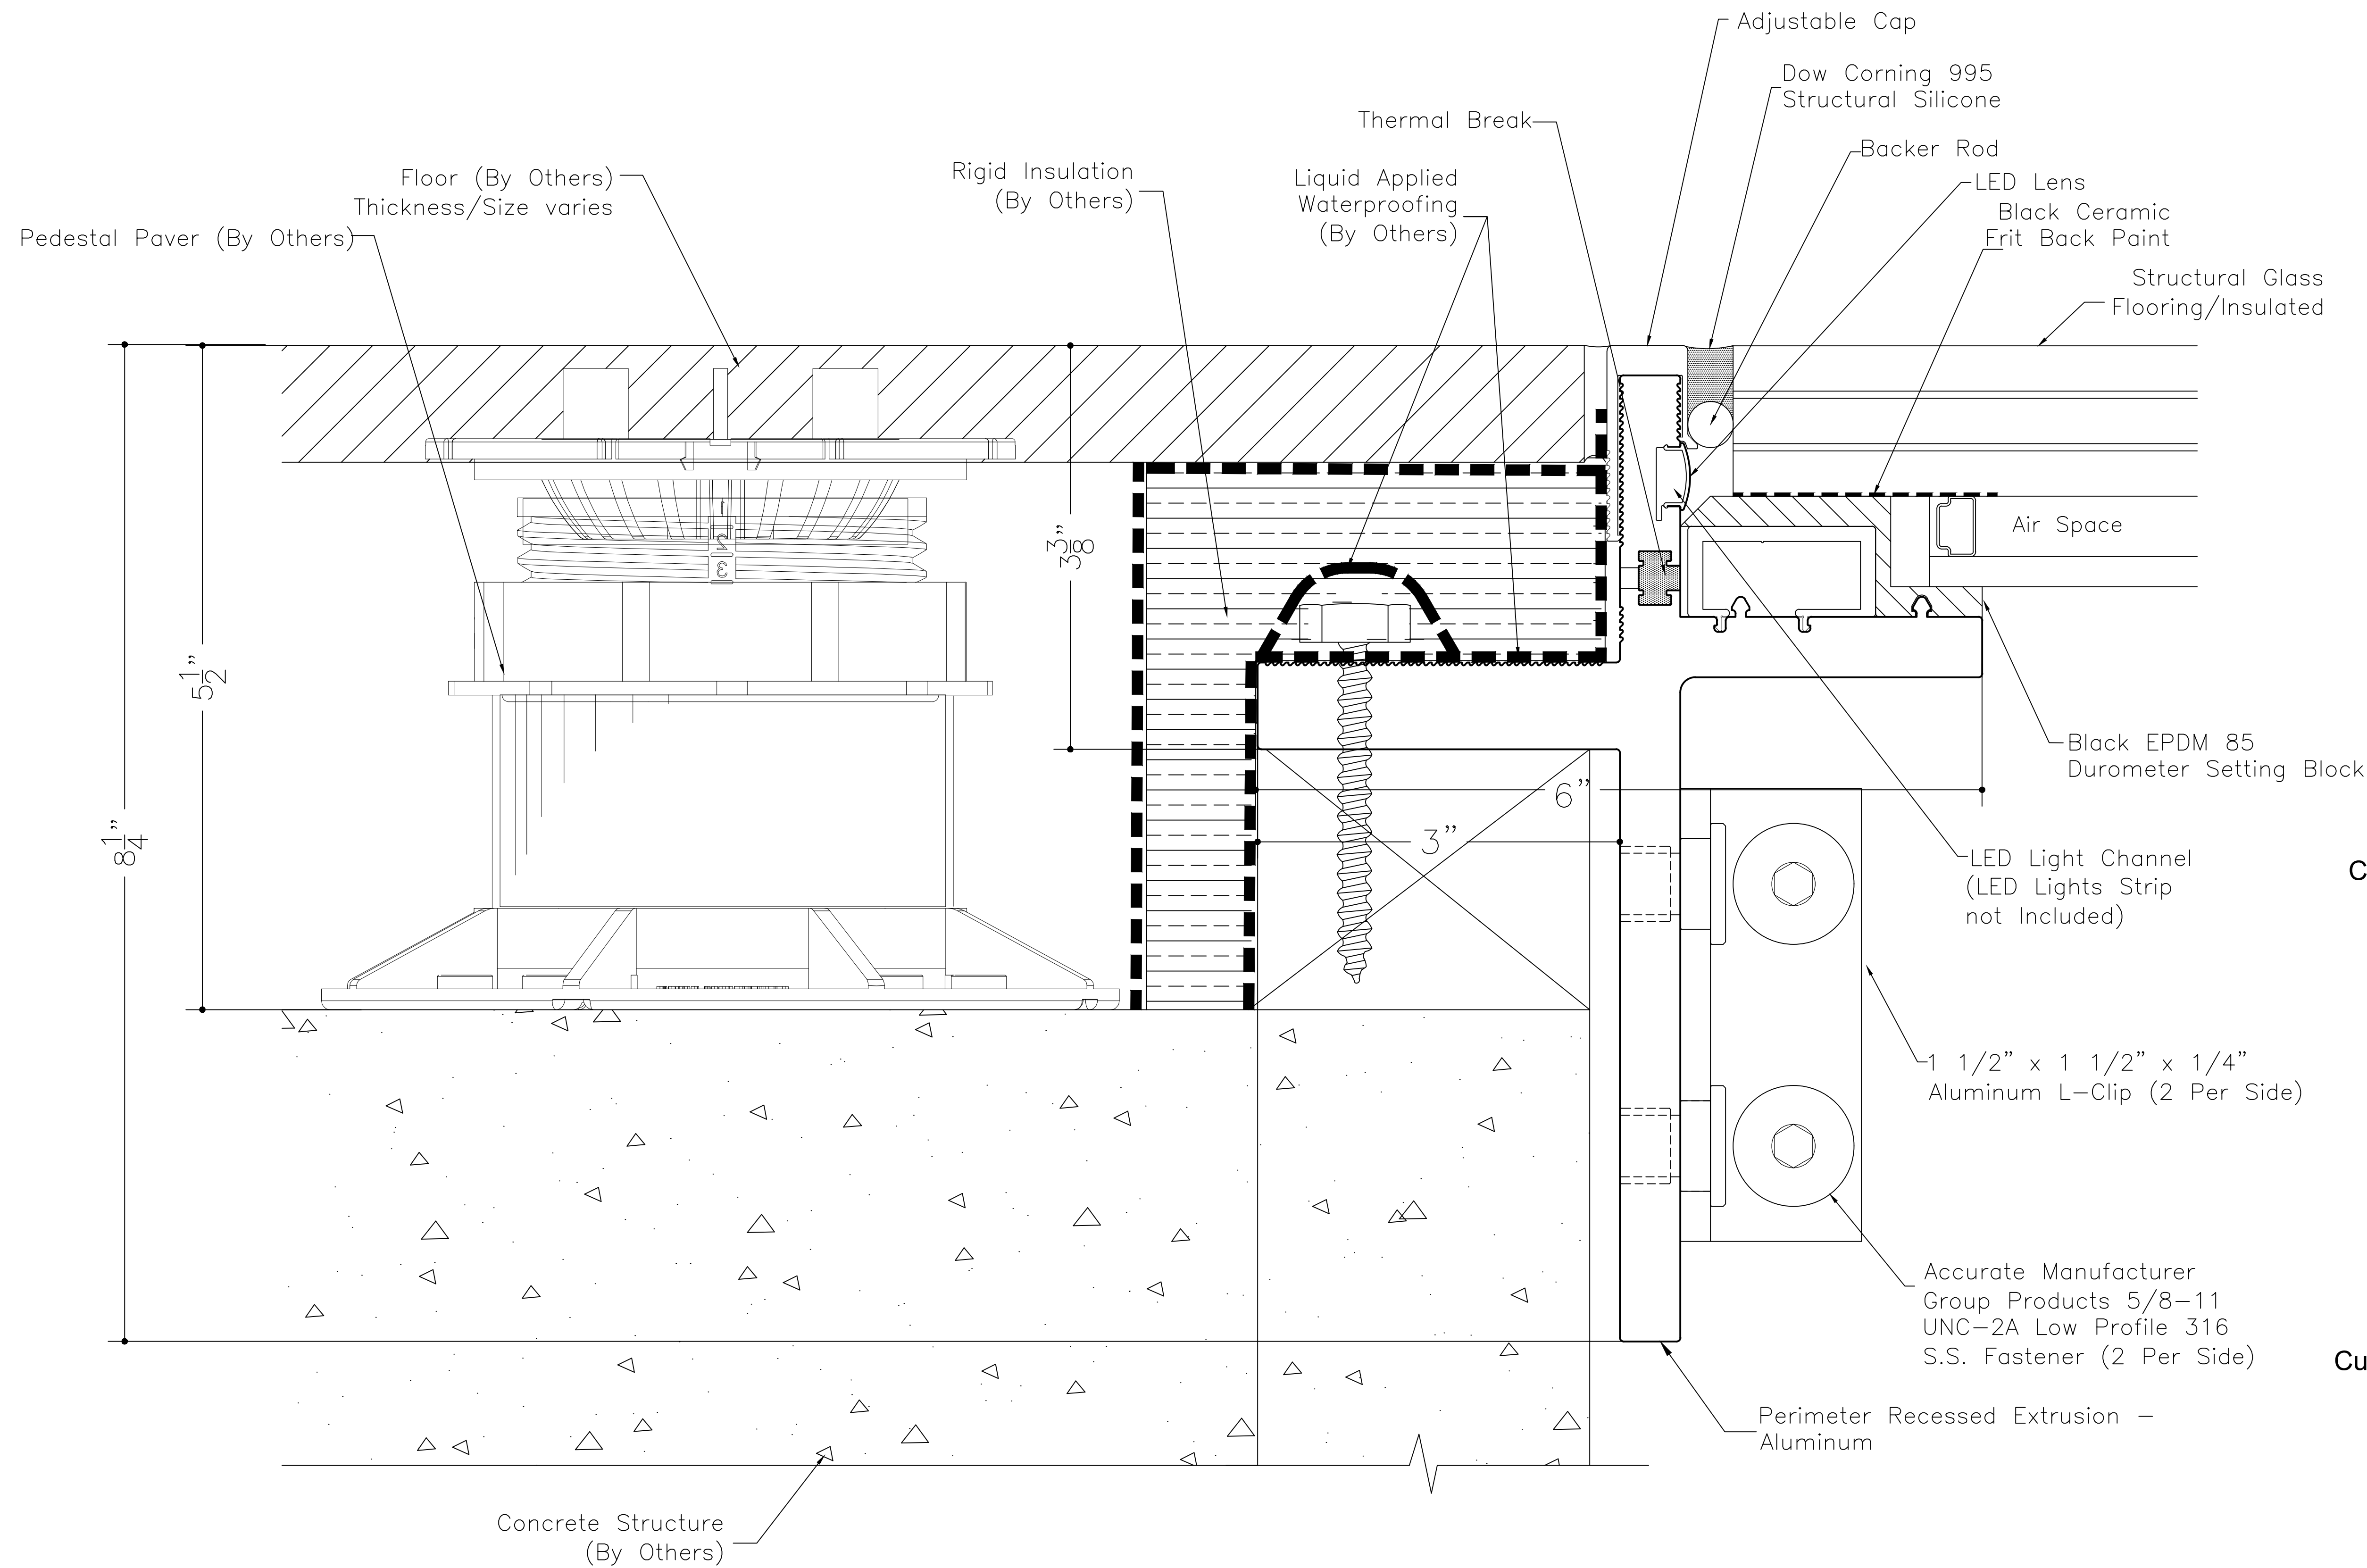 Adjustable Cap
Dow Corning 995
Structural Silicone
Thermal Break
Backer Rod
Floor (By Others)
Thickness/Size varies
Rigid Insulation
(By Others)
Liquid Applied
Waterproofing
(By Others)
LED Lens
Black Ceramic
Frit Back Paint
Pedestal Paver (By Others)
Structural Glass
Flooring/Insulated
Air Space
1
2
3
3 3/8”
5 1/2”
8 1/4”
6”
3”
Black EPDM 85
Durometer Setting Block
LED Light Channel
(LED Lights Strip
not Included)
C
1 1/2” x 1 1/2” x 1/4”
Aluminum L-Clip (2 Per Side)
Accurate Manufacturer
Group Products 5/8-11
UNC-2A Low Profile 316
S.S. Fastener (2 Per Side)
Cu
Perimeter Recessed Extrusion -
Aluminum
Concrete Structure
(By Others)